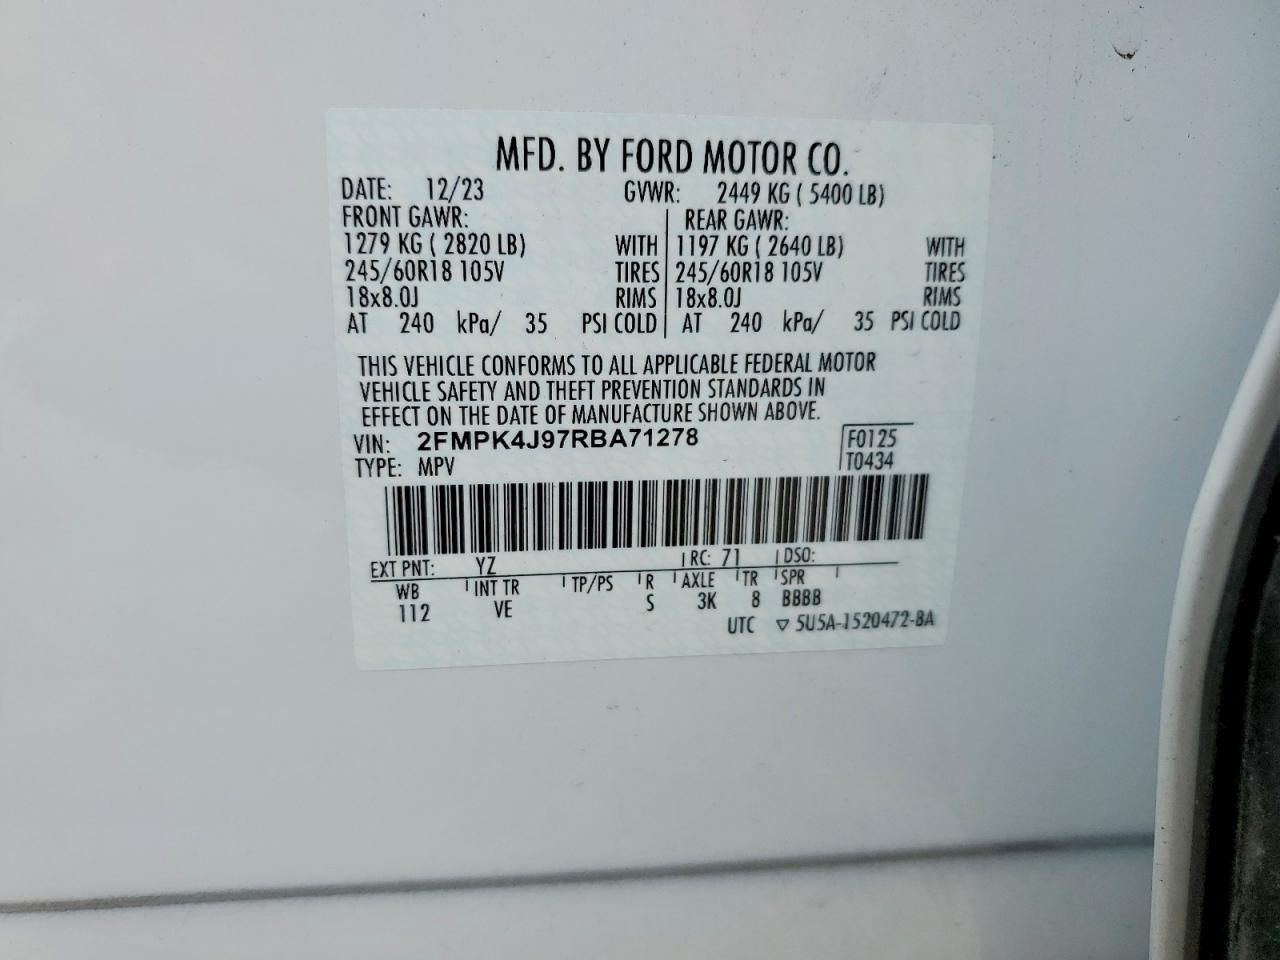 MFD. BY FORD MOTOR CO.
DATE: 12/23 GVWR: 2449 KG ( 5400 LB)
FRONT GAWR: REAR GAWR:
1279 KG ( 2820 LB) WITH 1197 KG ( 2640 LB) WITH
245/60R18 105V TIRES 245/60R18 105V TIRES
18x8.0J RIMS 18x8.0J RIMS
AT 240 kPa/ 35 PSI COLD AT 240 kPa/ 35 PSI COLD
THIS VEHICLE CONFORMS TO ALL APPLICABLE FEDERAL MOTOR
VEHICLE SAFETY AND THEFT PREVENTION STANDARDS IN
EFFECT ON THE DATE OF MANUFACTURE SHOWN ABOVE.
VIN: 2FMPK4J97RBA71278 F0125
TYPE: MPV T0434
EXT PNT: YZ RC: 71 DSO:
WB INT TR TP/PS R AXLE TR SPR
112 VE S 3K 8 BBBB
UTC ▽ 5U5A-1520472-BA